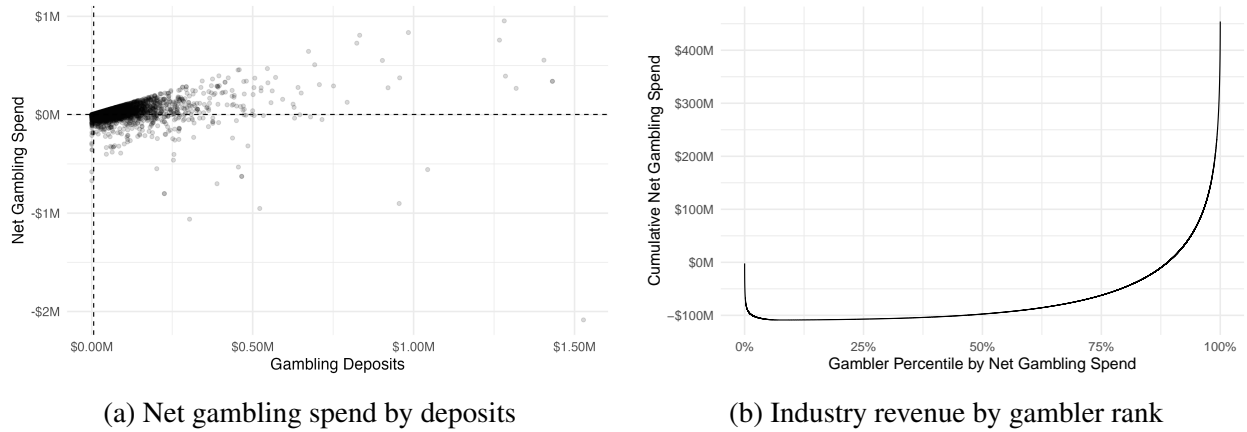 $1M
$0M
-$1M
-$2M
Net Gambling Spend
$0.00M $0.50M $1.00M $1.50M
Gambling Deposits
(a) Net gambling spend by deposits
$400M
$300M
$200M
$100M
$0M
−$100M
Cumulative Net Gambling Spend
0% 25% 50% 75% 100%
Gambler Percentile by Net Gambling Spend
(b) Industry revenue by gambler rank